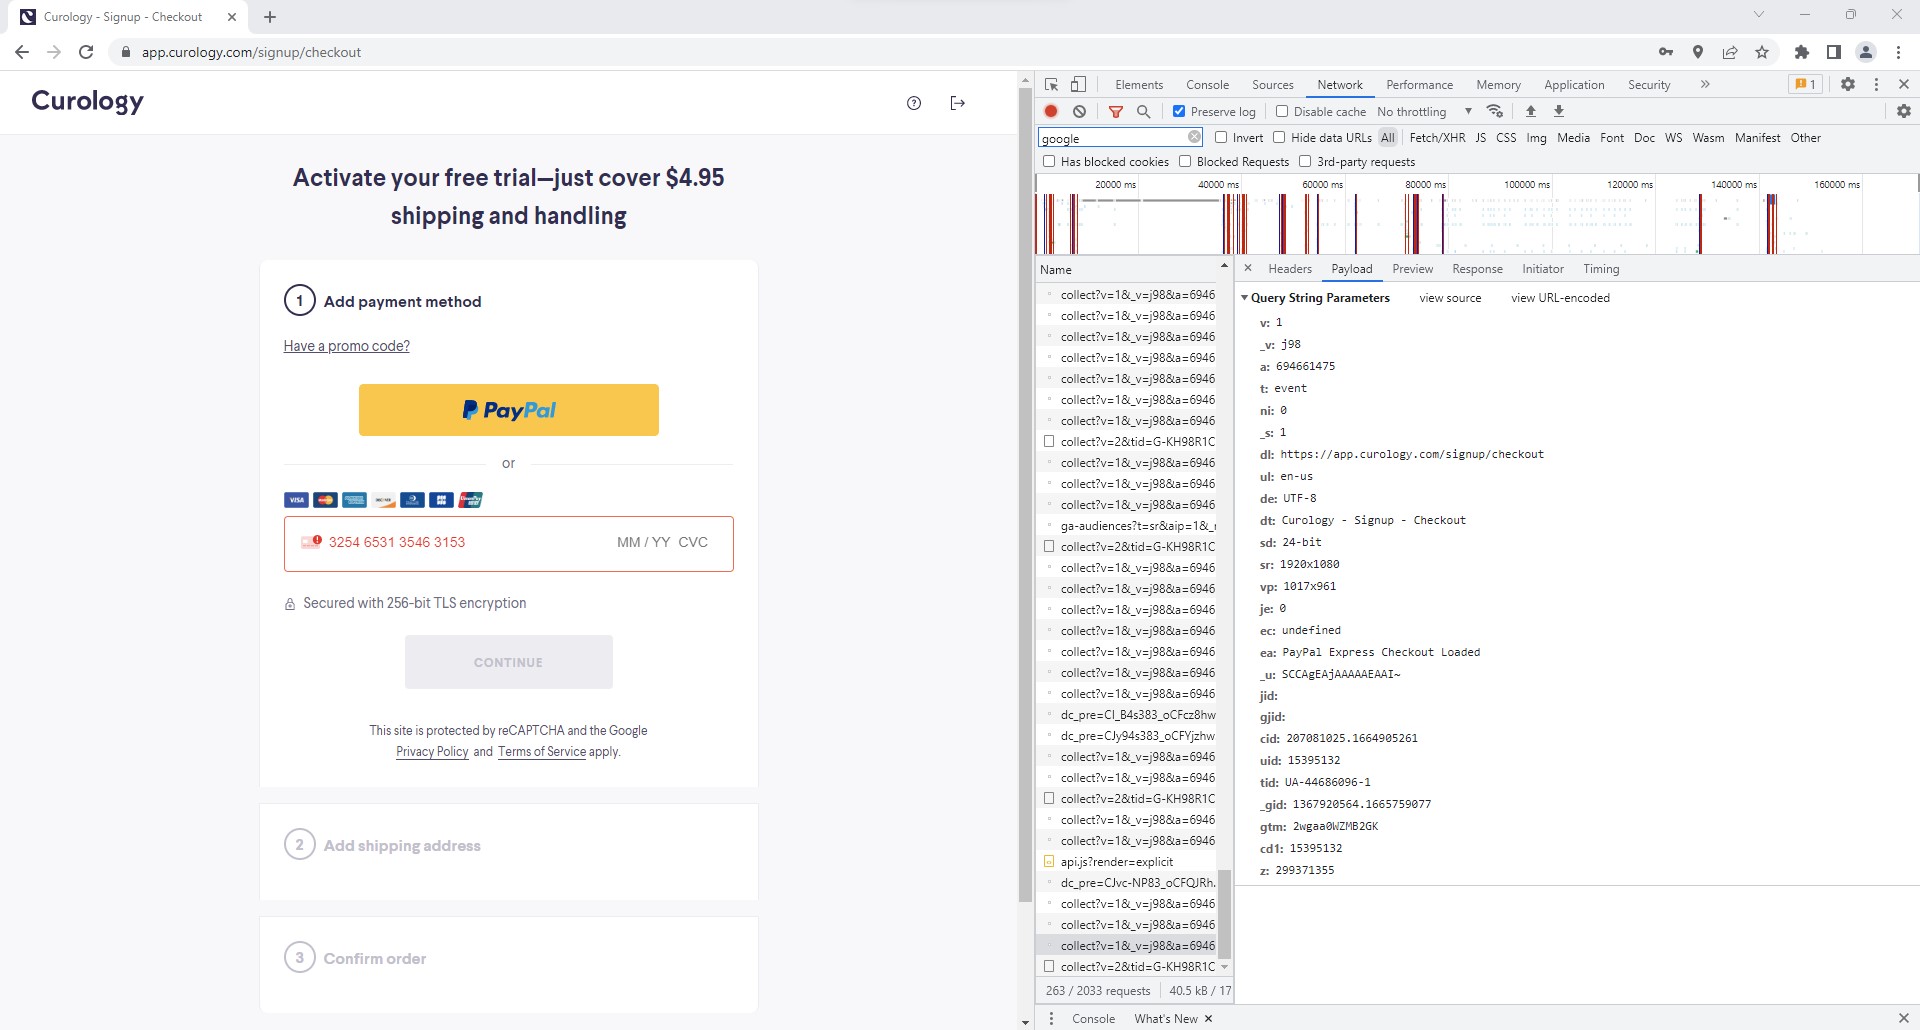 Curology - Signup - Checkout
app.curology.com/signup/checkout
Curology
Activate your free trial—just cover $4.95
shipping and handling
1 Add payment method
Have a promo code?
PayPal
or
VISA
3254 6531 3546 3153 MM / YY CVC
Secured with 256-bit TLS encryption
CONTINUE
This site is protected by reCAPTCHA and the Google
Privacy Policy and Terms of Service apply.
2 Add shipping address
3 Confirm order
Elements Console Sources Network Performance Memory Application Security 1
Preserve log Disable cache No throttling
google Invert Hide data URLs All Fetch/XHR JS CSS Img Media Font Doc WS Wasm Manifest Other
Has blocked cookies Blocked Requests 3rd-party requests
20000 ms 40000 ms 60000 ms 80000 ms 100000 ms 120000 ms 140000 ms 160000 ms
Name
collect?v=1&_v=j98&a=6946
collect?v=1&_v=j98&a=6946
collect?v=1&_v=j98&a=6946
collect?v=1&_v=j98&a=6946
collect?v=1&_v=j98&a=6946
collect?v=1&_v=j98&a=6946
collect?v=1&_v=j98&a=6946
collect?v=2&tid=G-KH98R1C
collect?v=1&_v=j98&a=6946
collect?v=1&_v=j98&a=6946
collect?v=1&_v=j98&a=6946
ga-audiences?t=sr&aip=1&_
collect?v=2&tid=G-KH98R1C
collect?v=1&_v=j98&a=6946
collect?v=1&_v=j98&a=6946
collect?v=1&_v=j98&a=6946
collect?v=1&_v=j98&a=6946
collect?v=1&_v=j98&a=6946
collect?v=1&_v=j98&a=6946
collect?v=1&_v=j98&a=6946
dc_pre=CI_B4s383_oCFcz8hw
dc_pre=CJy94s383_oCFYjzhw
collect?v=1&_v=j98&a=6946
collect?v=1&_v=j98&a=6946
collect?v=2&tid=G-KH98R1C
collect?v=1&_v=j98&a=6946
collect?v=1&_v=j98&a=6946
api.js?render=explicit
dc_pre=CJvc-NP83_oCFQJRh.
collect?v=1&_v=j98&a=6946
collect?v=1&_v=j98&a=6946
collect?v=1&_v=j98&a=6946
collect?v=2&tid=G-KH98R1C
263 / 2033 requests 40.5 kB / 17
Headers Payload Preview Response Initiator Timing
Query String Parameters view source view URL-encoded
v: 1
_v: j98
a: 694661475
t: event
ni: 0
_s: 1
dl: https://app.curology.com/signup/checkout
ul: en-us
de: UTF-8
dt: Curology - Signup - Checkout
sd: 24-bit
sr: 1920x1080
vp: 1017x961
je: 0
ec: undefined
ea: PayPal Express Checkout Loaded
_u: SCCAgEAjAAAAAEAAI~
jid:
gjid:
cid: 207081025.1664905261
uid: 15395132
tid: UA-44686096-1
_gid: 1367920564.1665759077
gtm: 2wgaa0WZMB2GK
cd1: 15395132
z: 299371355
Console What's New